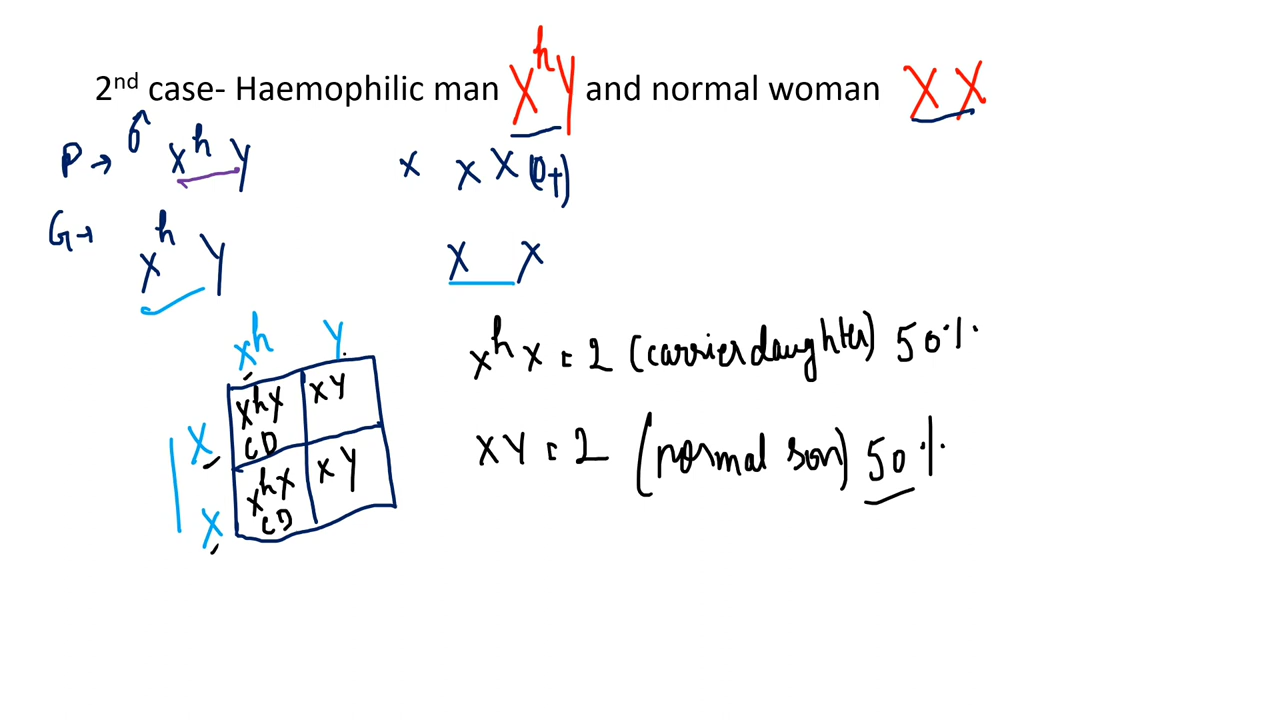 2nd case- Haemophilic man XʰY and normal woman XX
P → ♂ XʰY × XX
G → Xʰ Y X X
Xʰ Y
X XʰX CD XY
X XʰX CD XY
XʰX = 2 (carrier daughter) 50%
XY = 2 (normal son) 50%